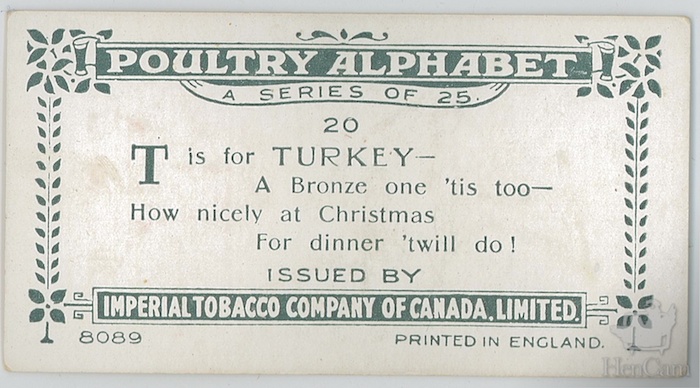 POULTRY ALPHABET
A SERIES OF 25.
20
T is for TURKEY—
A Bronze one 'tis too—
How nicely at Christmas
For dinner 'twill do!
ISSUED BY
IMPERIAL TOBACCO COMPANY OF CANADA, LIMITED.
8089 PRINTED IN ENGLAND.
HenCam